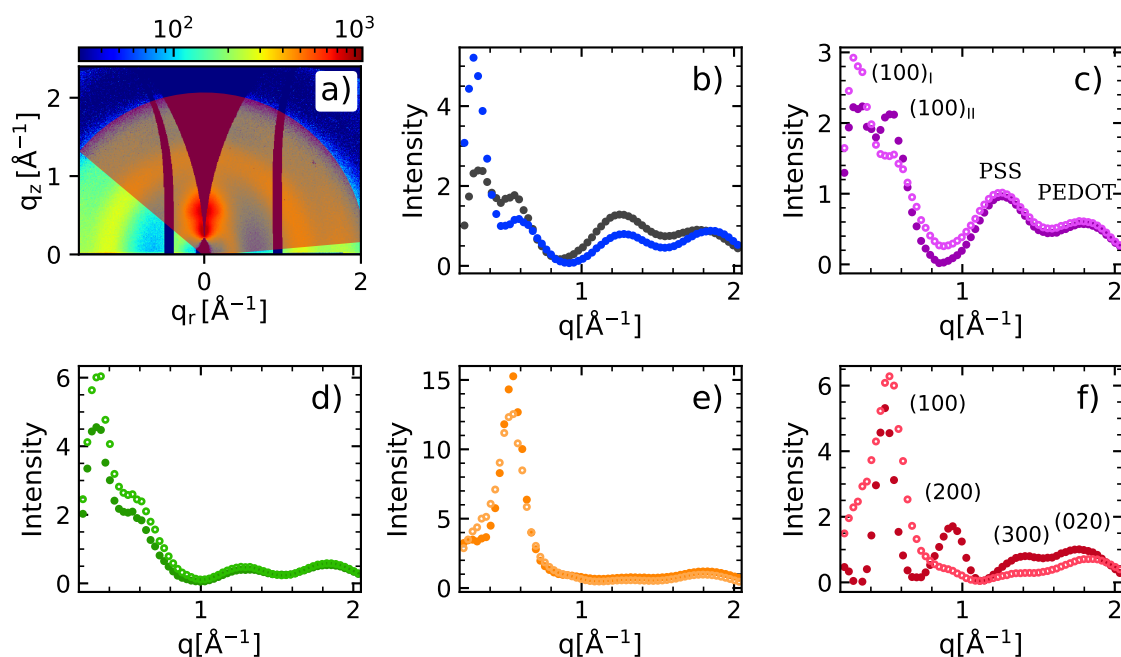 10² 10³
a)
2
1
0
q_z [Å⁻¹]
0 2
q_r [Å⁻¹]
b)
4
2
0
Intensity
1 2
q[Å⁻¹]
c)
3
2
1
0
Intensity
(100)_I
(100)_II
PSS
PEDOT
1 2
q[Å⁻¹]
d)
6
4
2
0
Intensity
1 2
q[Å⁻¹]
e)
15
10
5
0
Intensity
1 2
q[Å⁻¹]
f)
6
4
2
0
Intensity
(100)
(200)
(300)
(020)
1 2
q[Å⁻¹]